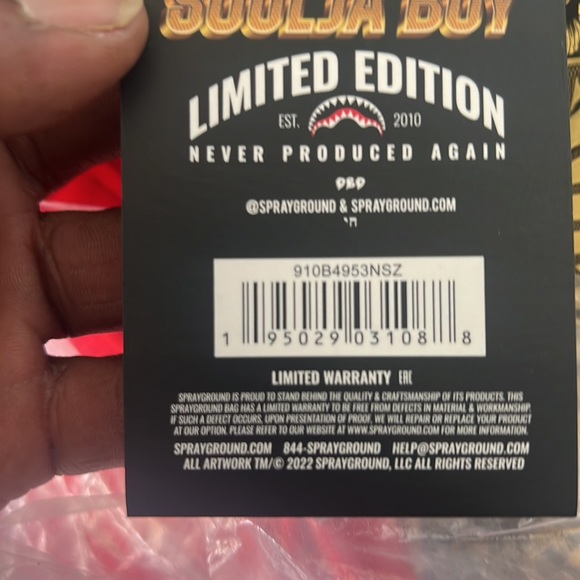 SOULJA BOY
LIMITED EDITION
EST. 2010
NEVER PRODUCED AGAIN
@SPRAYGROUND & SPRAYGROUND.COM
910B4953NSZ
1 95029 03108 8
LIMITED WARRANTY EAC
SPRAYGROUND IS PROUD TO STAND BEHIND THE QUALITY & CRAFTSMANSHIP OF ITS PRODUCTS. THIS
SPRAYGROUND BAG HAS A LIMITED WARRANTY TO BE FREE FROM DEFECTS IN MATERIAL & WORKMANSHIP.
IF SUCH A DEFECT OCCURS, UPON PRESENTATION OF PROOF, WE WILL REPAIR OR REPLACE YOUR PRODUCT
AT OUR OPTION. PLEASE REFER TO OUR WEBSITE AT WWW.SPRAYGROUND.COM FOR MORE INFORMATION.
SPRAYGROUND.COM 844-SPRAYGROUND HELP@SPRAYGROUND.COM
ALL ARTWORK TM/© 2022 SPRAYGROUND, LLC ALL RIGHTS RESERVED